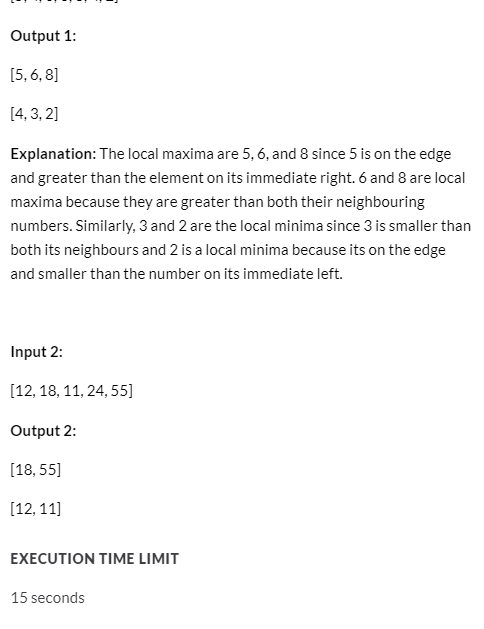 Output 1:
[5, 6, 8]
[4, 3, 2]
Explanation: The local maxima are 5, 6, and 8 since 5 is on the edge
and greater than the element on its immediate right. 6 and 8 are local
maxima because they are greater than both their neighbouring
numbers. Similarly, 3 and 2 are the local minima since 3 is smaller than
both its neighbours and 2 is a local minima because its on the edge
and smaller than the number on its immediate left.
Input 2:
[12, 18, 11, 24, 55]
Output 2:
[18, 55]
[12, 11]
EXECUTION TIME LIMIT
15 seconds